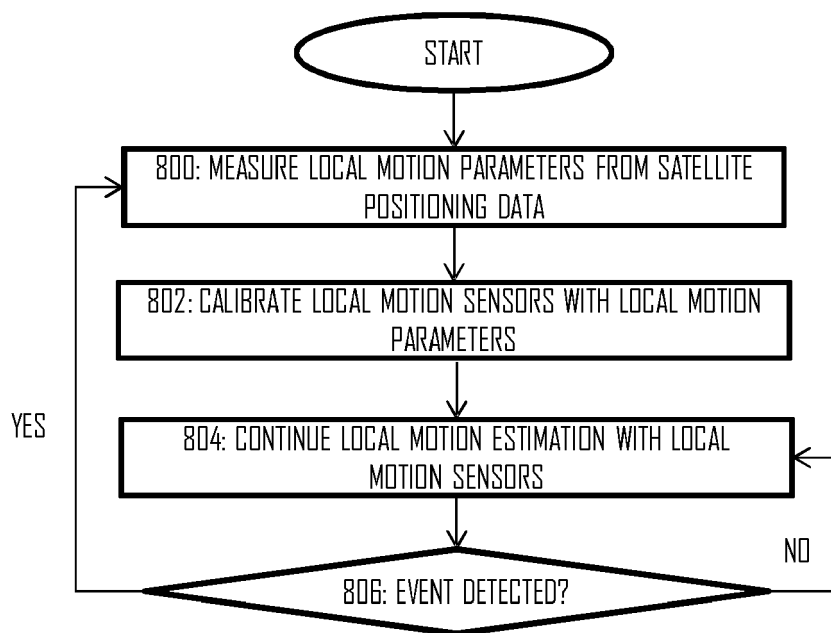 START
800: MEASURE LOCAL MOTION PARAMETERS FROM SATELLITE
POSITIONING DATA
802: CALIBRATE LOCAL MOTION SENSORS WITH LOCAL MOTION
PARAMETERS
YES
804: CONTINUE LOCAL MOTION ESTIMATION WITH LOCAL
MOTION SENSORS
NO
806: EVENT DETECTED?